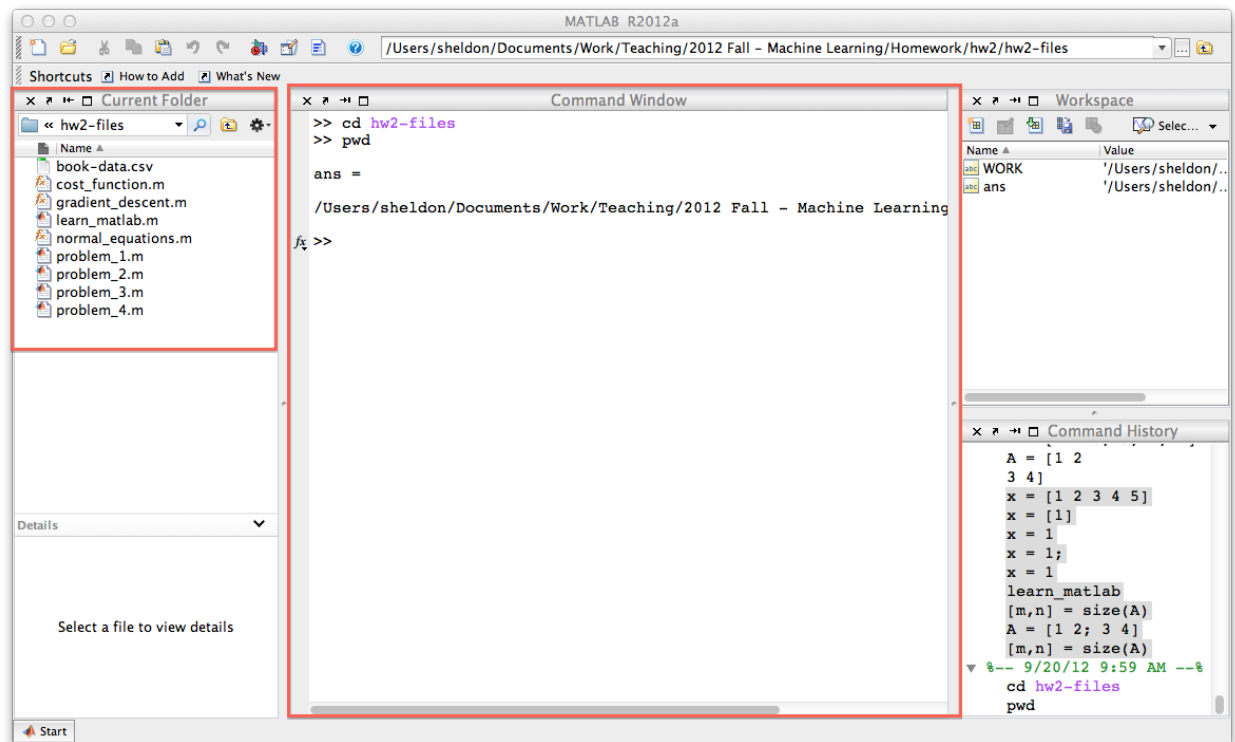 MATLAB R2012a
/Users/sheldon/Documents/Work/Teaching/2012 Fall - Machine Learning/Homework/hw2/hw2-files
Shortcuts How to Add What's New
Current Folder
« hw2-files
Name
book-data.csv
cost_function.m
gradient_descent.m
learn_matlab.m
normal_equations.m
problem_1.m
problem_2.m
problem_3.m
problem_4.m
Details
Select a file to view details
Command Window
>> cd hw2-files
>> pwd
ans =
/Users/sheldon/Documents/Work/Teaching/2012 Fall - Machine Learning
fx >>
Workspace
Selec...
Name Value
abc WORK '/Users/sheldon/..
abc ans '/Users/sheldon/..
Command History
A = [1 2
3 4]
x = [1 2 3 4 5]
x = [1]
x = 1
x = 1;
x = 1
learn_matlab
[m,n] = size(A)
A = [1 2; 3 4]
[m,n] = size(A)
%-- 9/20/12 9:59 AM --%
cd hw2-files
pwd
Start